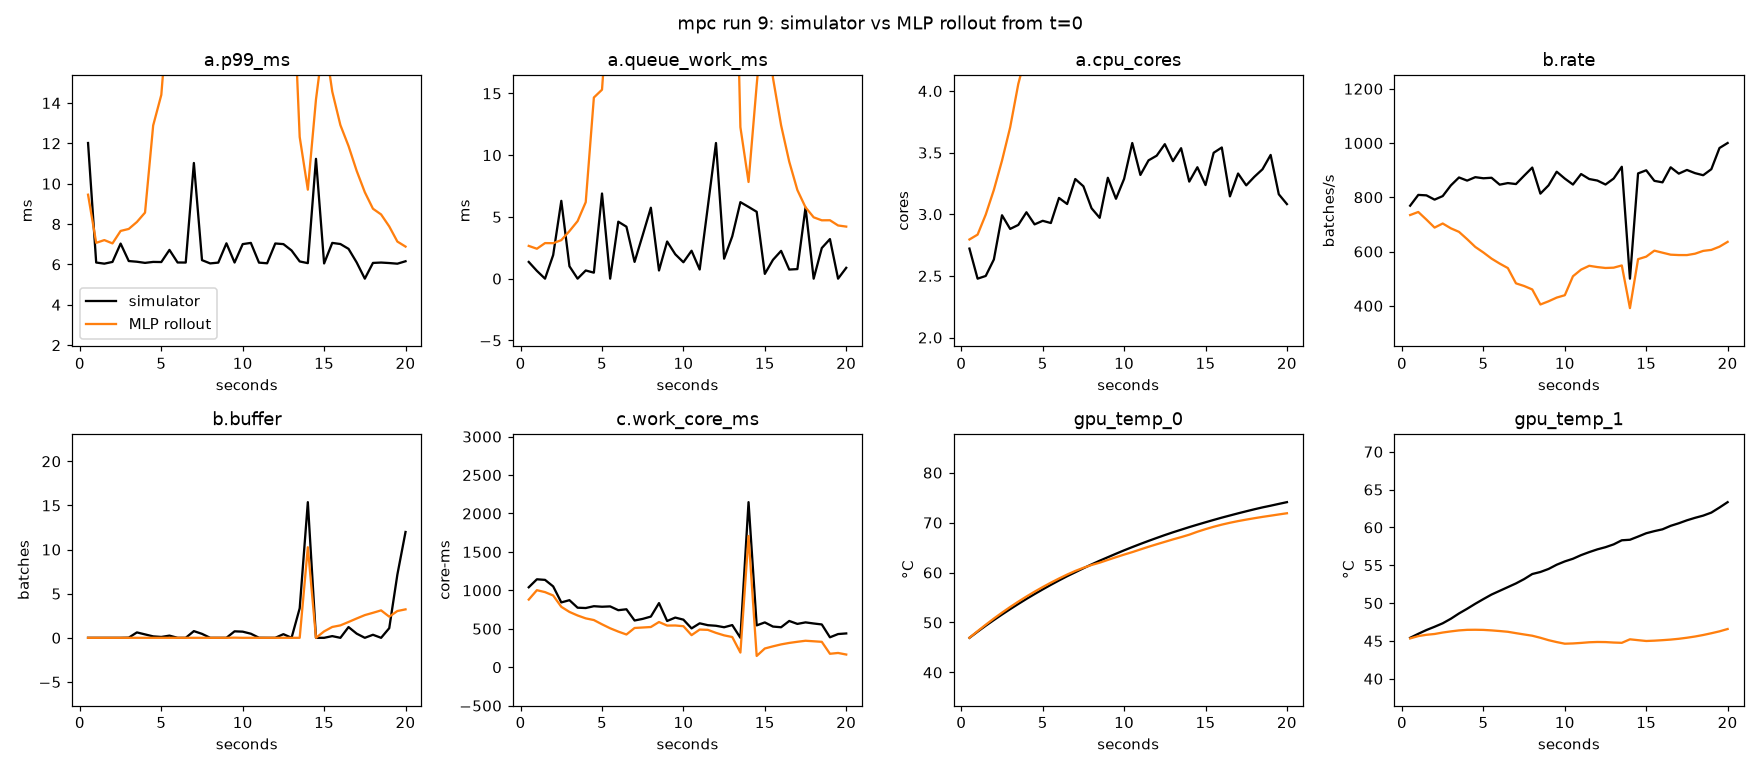 mpc run 9: simulator vs MLP rollout from t=0
a.p99_ms
14
12
10
8
6
4
2
ms
simulator
MLP rollout
0 5 10 15 20
seconds
a.queue_work_ms
15
10
5
0
−5
ms
0 5 10 15 20
seconds
a.cpu_cores
4.0
3.5
3.0
2.5
2.0
cores
0 5 10 15 20
seconds
b.rate
1200
1000
800
600
400
batches/s
0 5 10 15 20
seconds
b.buffer
20
15
10
5
0
−5
batches
0 5 10 15 20
seconds
c.work_core_ms
3000
2500
2000
1500
1000
500
0
−500
core-ms
0 5 10 15 20
seconds
gpu_temp_0
80
70
60
50
40
°C
0 5 10 15 20
seconds
gpu_temp_1
70
65
60
55
50
45
40
°C
0 5 10 15 20
seconds